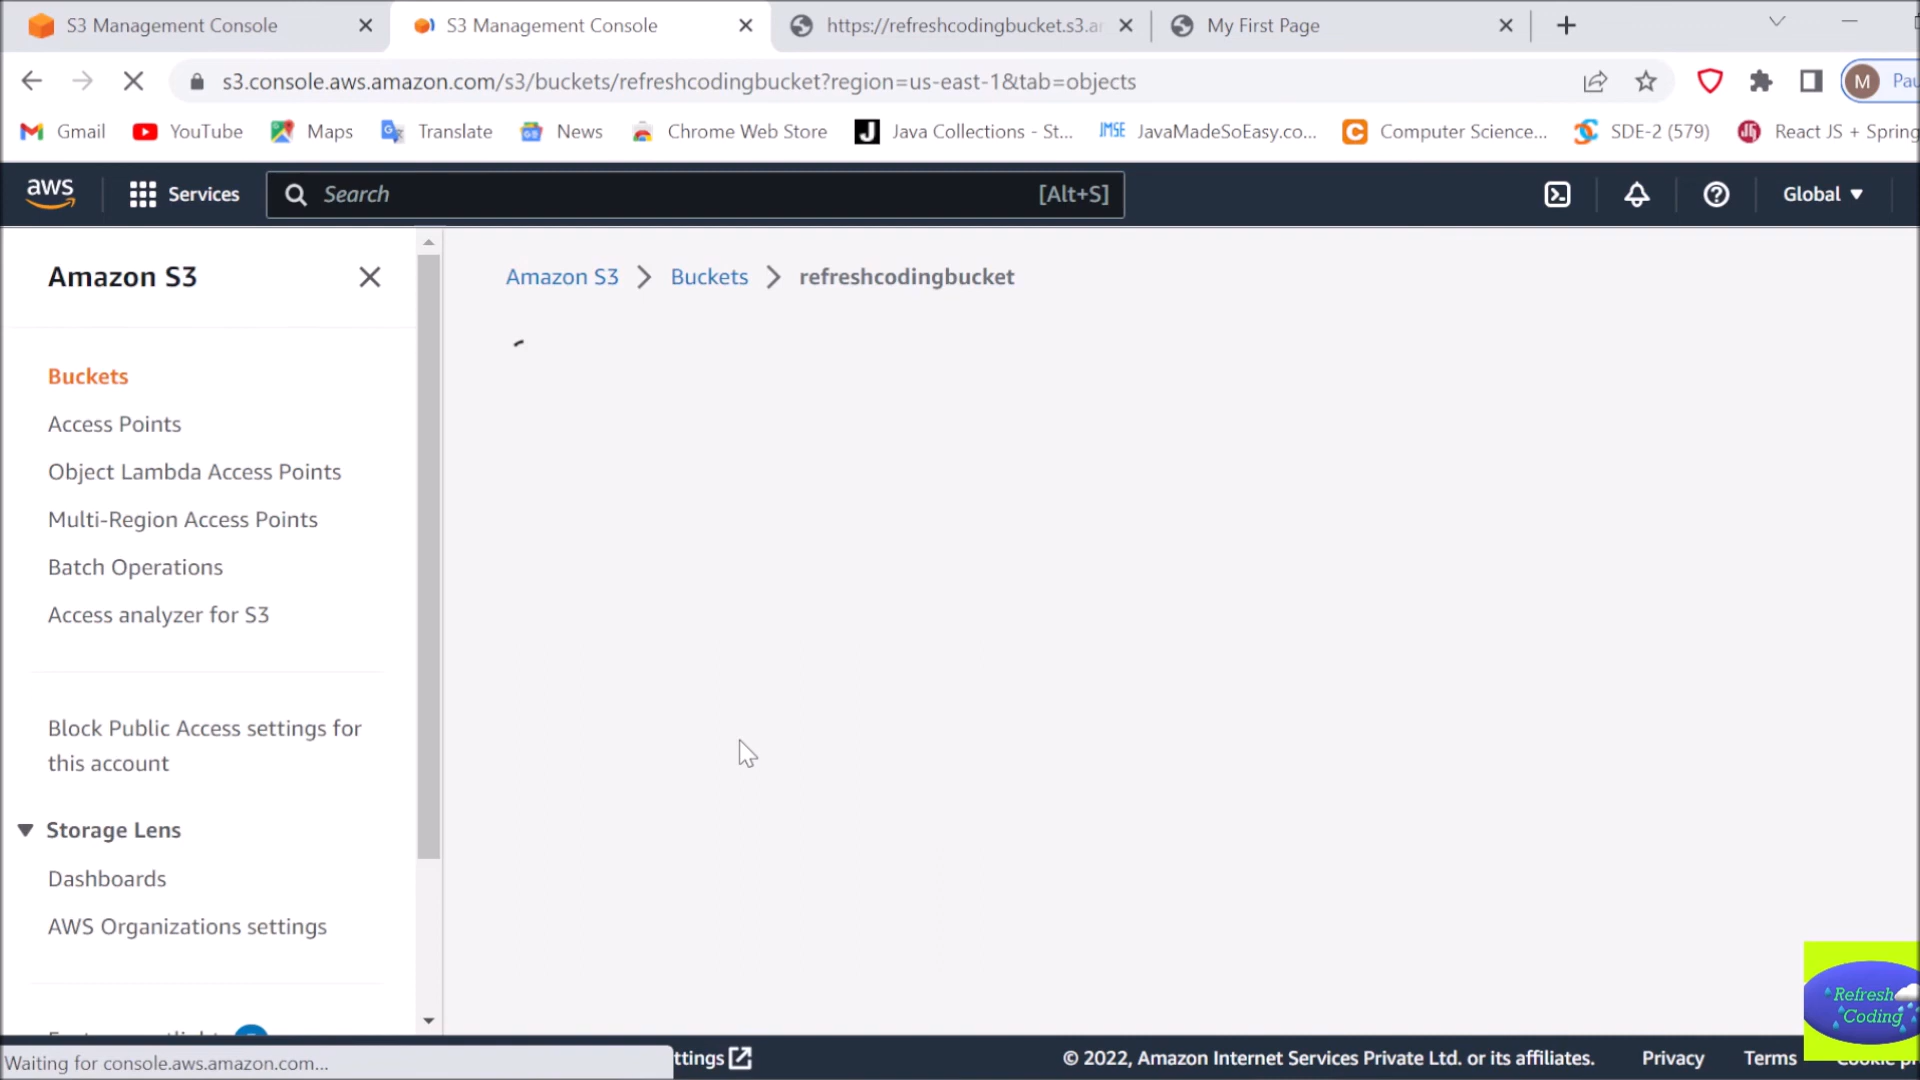 S3 Management Console
S3 Management Console
https://refreshcodingbucket.s3.ar
My First Page
s3.console.aws.amazon.com/s3/buckets/refreshcodingbucket?region=us-east-1&tab=objects
M
Pau
Gmail
YouTube
Maps
Translate
News
Chrome Web Store
Java Collections - St...
JavaMadeSoEasy.co...
Computer Science...
SDE-2 (579)
React JS + Spring
aws
Services
Search
[Alt+S]
Global
Amazon S3
Amazon S3 > Buckets > refreshcodingbucket
Buckets
Access Points
Object Lambda Access Points
Multi-Region Access Points
Batch Operations
Access analyzer for S3
Block Public Access settings for
this account
Storage Lens
Dashboards
AWS Organizations settings
Refresh
Coding
Waiting for console.aws.amazon.com...
ttings
© 2022, Amazon Internet Services Private Ltd. or its affiliates.
Privacy
Terms